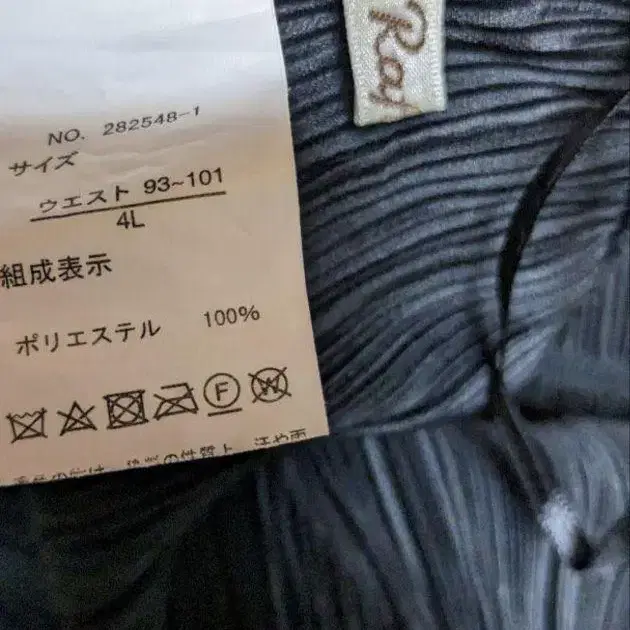 NO. 282548-1
サイズ
ウエスト 93~101
4L
組成表示
ポリエステル 100%
F
W